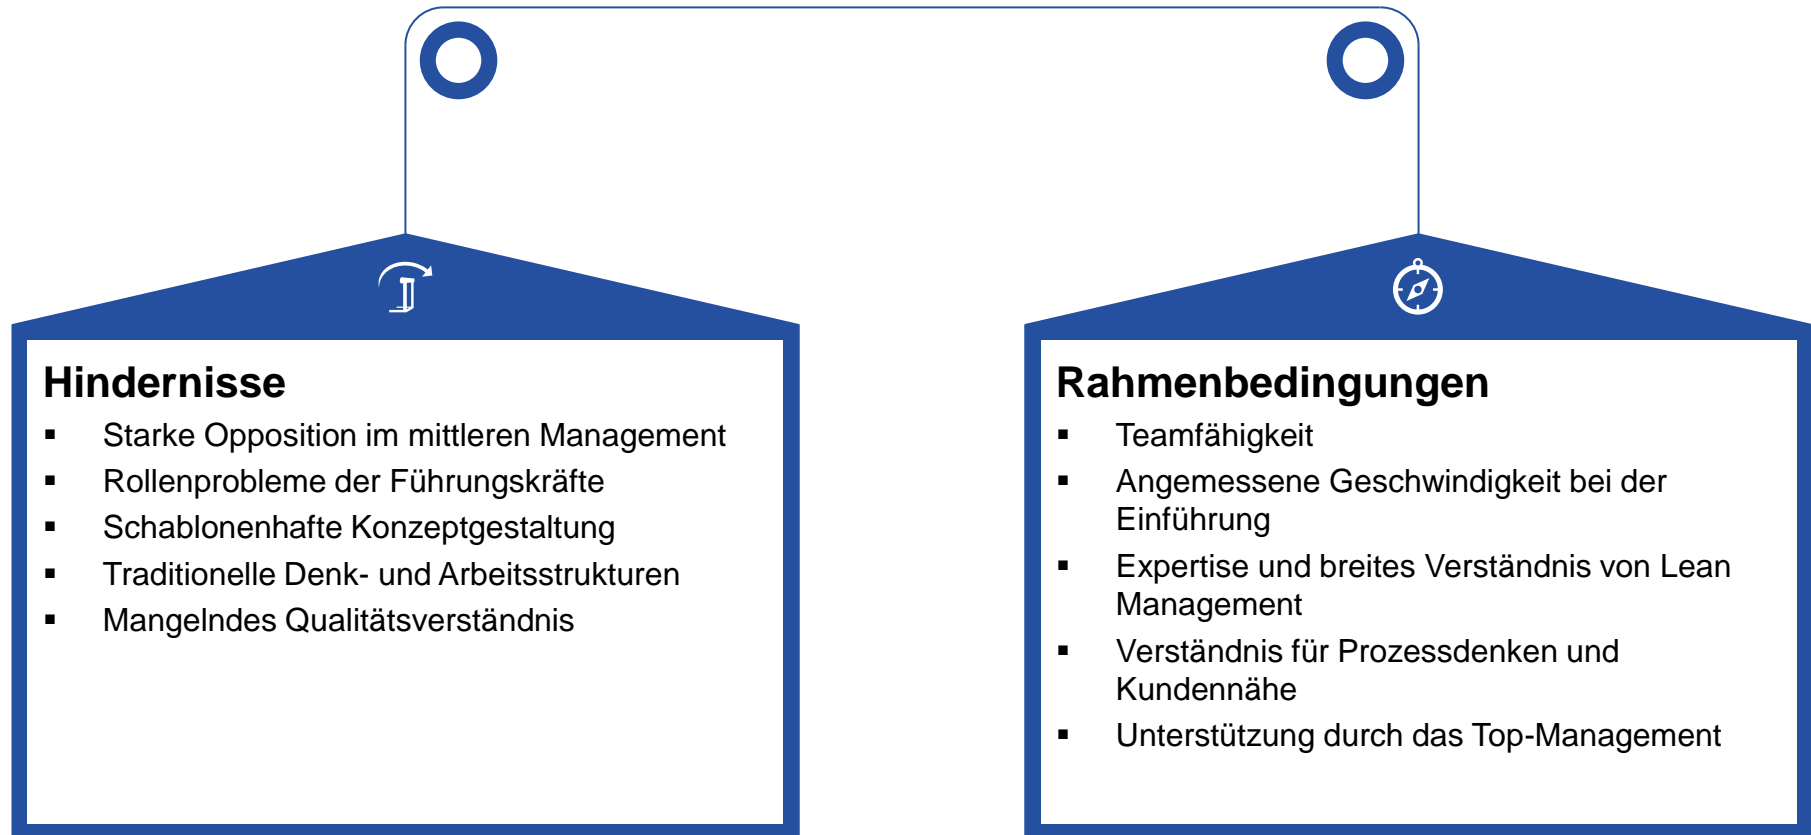 Hindernisse
▪ Starke Opposition im mittleren Management
▪ Rollenprobleme der Führungskräfte
▪ Schablonenhafte Konzeptgestaltung
▪ Traditionelle Denk- und Arbeitsstrukturen
▪ Mangelndes Qualitätsverständnis
Rahmenbedingungen
▪ Teamfähigkeit
▪ Angemessene Geschwindigkeit bei der
Einführung
▪ Expertise und breites Verständnis von Lean
Management
▪ Verständnis für Prozessdenken und
Kundennähe
▪ Unterstützung durch das Top-Management